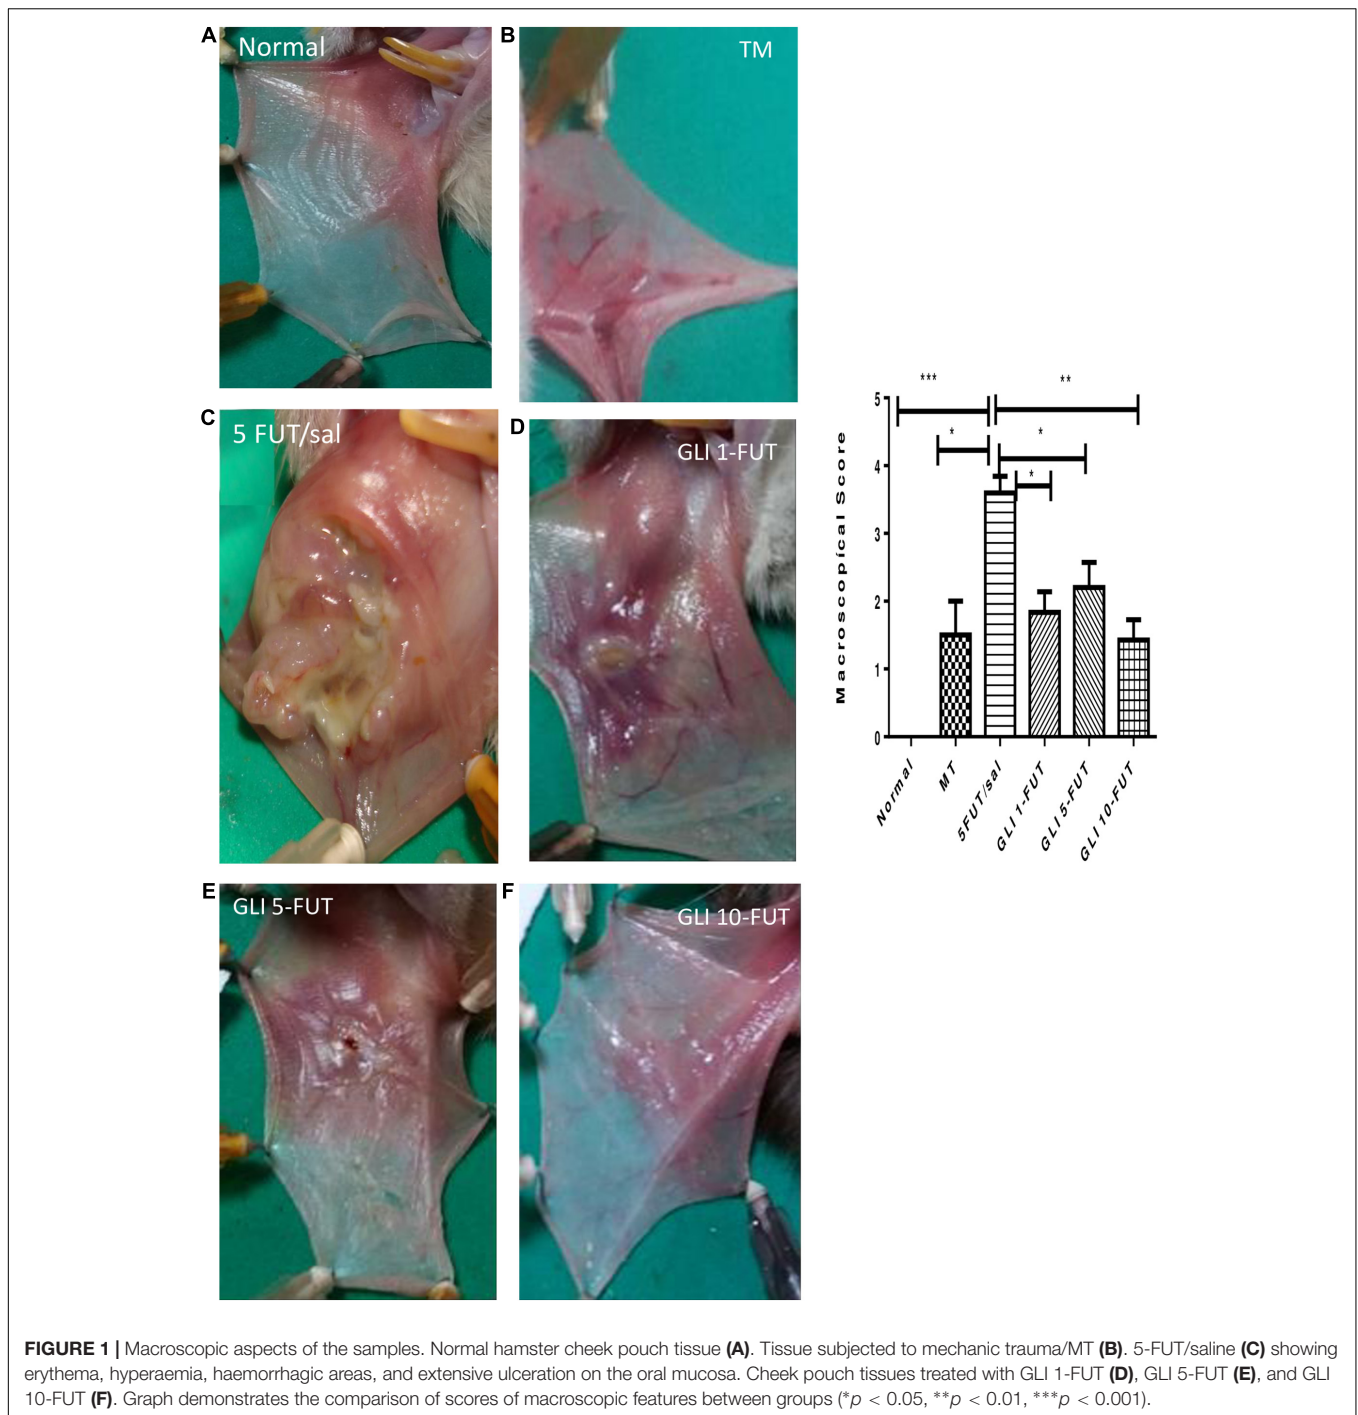 A
Normal
B
TM
C
5 FUT/sal
D
GLI 1-FUT
E
GLI 5-FUT
F
GLI 10-FUT
***
**
*
*
*
Macroscopical Score
5
4
3
2
1
0
Normal
MT
5FUT/sal
GLI 1-FUT
GLI 5-FUT
GLI 10-FUT
FIGURE 1 | Macroscopic aspects of the samples. Normal hamster cheek pouch tissue (A). Tissue subjected to mechanic trauma/MT (B). 5-FUT/saline (C) showing
erythema, hyperaemia, haemorrhagic areas, and extensive ulceration on the oral mucosa. Cheek pouch tissues treated with GLI 1-FUT (D), GLI 5-FUT (E), and GLI
10-FUT (F). Graph demonstrates the comparison of scores of macroscopic features between groups (*p < 0.05, **p < 0.01, ***p < 0.001).